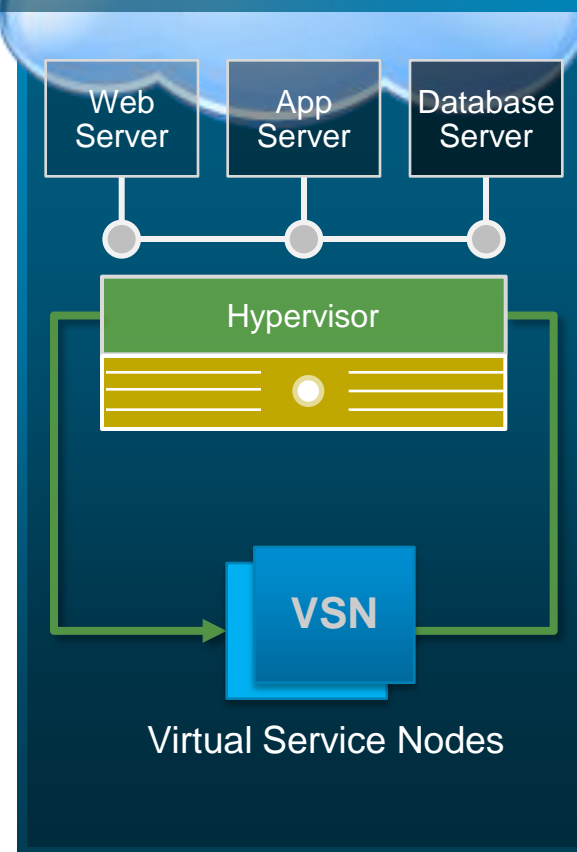 Web
Server
App
Server
Database
Server
Hypervisor
VSN
Virtual Service Nodes